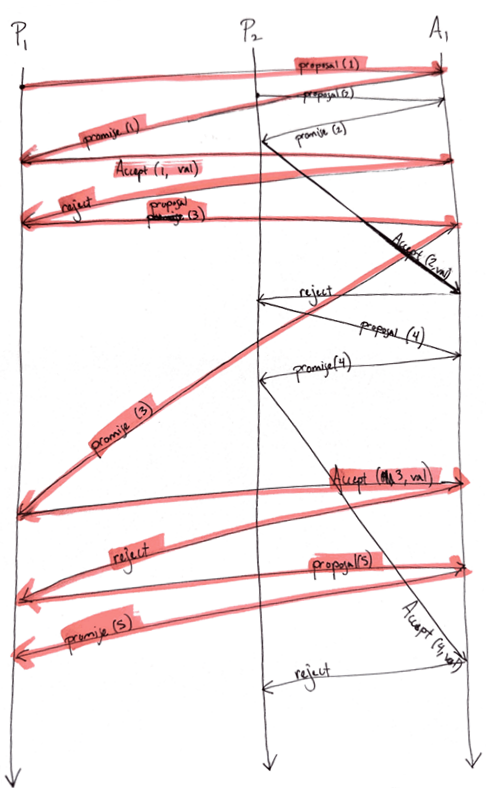 P1
P2
A1
proposal (1)
proposal (2)
promise (1)
promise (2)
Accept (1, val)
reject
proposal
(3)
Accept (2, val)
reject
proposal (4)
promise (4)
promise (3)
Accept (3, val)
reject
proposal (5)
Accept (4, val)
promise (5)
reject